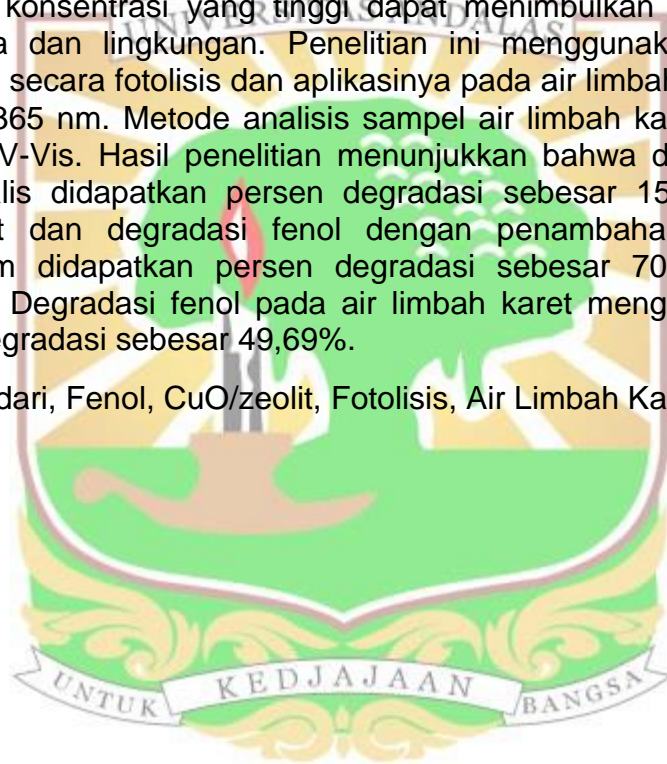 konsentrasi yang tinggi dapat menimbulkan
UNIVERSITAS ANDALAS
dan lingkungan. Penelitian ini menggunak
secara fotolisis dan aplikasinya pada air limbah
365 nm. Metode analisis sampel air limbah ka
V-Vis. Hasil penelitian menunjukkan bahwa d
lis didapatkan persen degradasi sebesar 15
dan degradasi fenol dengan penambaha
m didapatkan persen degradasi sebesar 70
Degradasi fenol pada air limbah karet meng
egradasi sebesar 49,69%.
dari, Fenol, CuO/zeolit, Fotolisis, Air Limbah Ka
UNTUK KEDJAJAAN BANGSA